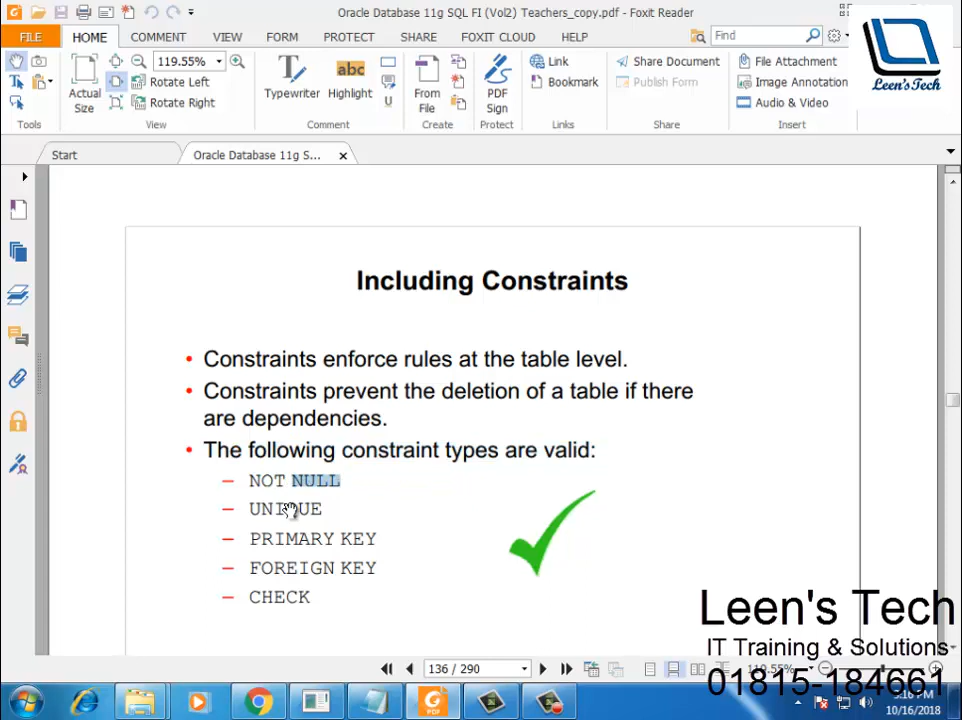 Oracle Database 11g SQL FI (Vol2) Teachers_copy.pdf - Foxit Reader
FILE HOME COMMENT VIEW FORM PROTECT SHARE FOXIT CLOUD HELP Find
119.55% Link Share Document File Attachment
Rotate Left Bookmark Publish Form Image Annotation
Actual Size Rotate Right Typewriter Highlight From File PDF Sign Audio & Video
Tools View Comment Create Protect Links Share Insert
Leen'sTech
Start Oracle Database 11g S...
Including Constraints
• Constraints enforce rules at the table level.
• Constraints prevent the deletion of a table if there
are dependencies.
• The following constraint types are valid:
– NOT NULL
– UNIQUE
– PRIMARY KEY
– FOREIGN KEY
– CHECK
Leen's Tech
IT Training & Solutions
136 / 290 119.55%
01815-184661
10/16/2018